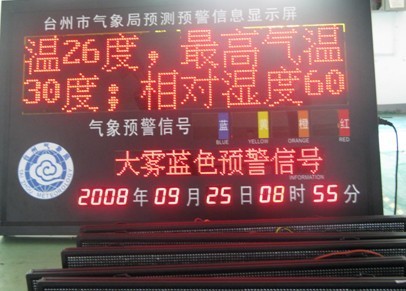 台州市气象局预测预警信息显示屏
温26度，最高气温
30度；相对湿度60
气象预警信号 蓝 黄 橙 红
BLUE YELLOW ORANGE RED
大雾蓝色预警信号
INFORMATION
2008年09月25日08时55分